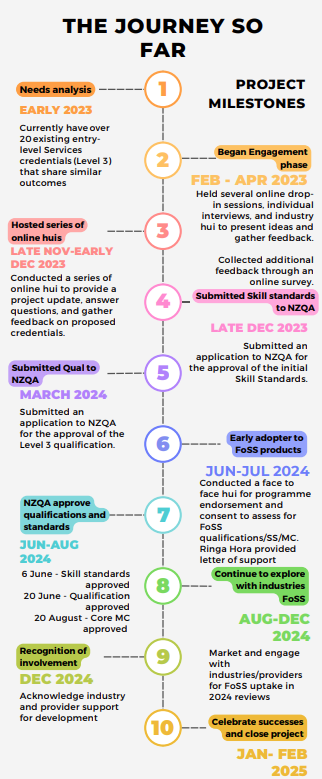 THE JOURNEY SO
FAR
PROJECT
MILESTONES
1
Needs analysis
EARLY 2023
Currently have over
20 existing entry-
level Services
credentials (Level 3)
that share similar
outcomes
2
Began Engagement
phase
FEB - APR 2023
Held several online drop-
in sessions, individual
interviews, and industry
hui to present ideas and
gather feedback.
Collected additional
feedback through an
online survey.
3
Hosted series of
online huis
LATE NOV-EARLY
DEC 2023
Conducted a series of
online hui to provide a
project update, answer
questions, and gather
feedback on proposed
credentials.
4
Submitted Skill standards
to NZQA
LATE DEC 2023
Submitted an
application to NZQA for
the approval of the initial
Skill Standards.
5
Submitted Qual to
NZQA
MARCH 2024
Submitted an
application to NZQA
for the approval of the
Level 3 qualification.
6
Early adopter to
FoSS products
JUN-JUL 2024
Conducted a face to
face hui for programme
endorsement and
consent to assess for
FoSS
qualifications/SS/MC.
Ringa Hora provided
letter of support
7
NZQA approve
qualifications and
standards
JUN-AUG
2024
6 June - Skill standards
approved
20 June - Qualification
approved
20 August - Core MC
approved
8
Continue to explore
with industries
FoSS
AUG-DEC
2024
Market and engage
with
industries/providers
for FoSS uptake in
2024 reviews
9
Recognition of
involvement
DEC 2024
Acknowledge industry
and provider support
for development
10
Celebrate successes
and close project
JAN- FEB
2025